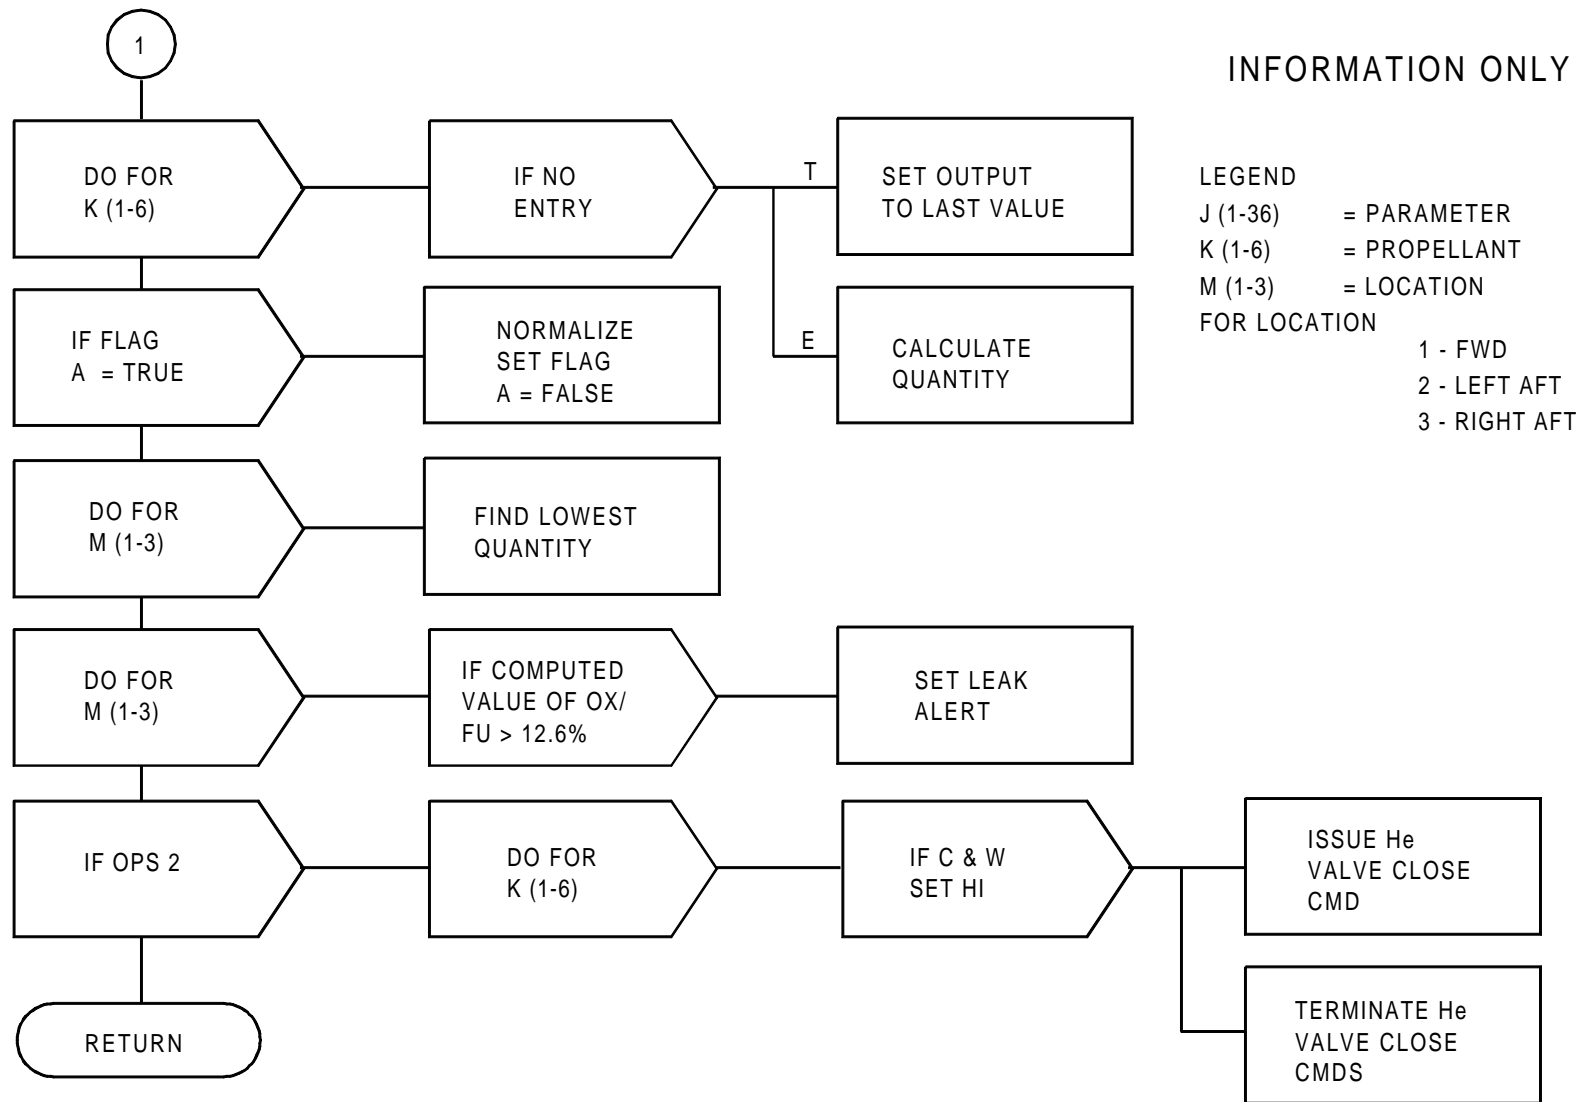 1
INFORMATION ONLY
DO FOR
K (1-6)
IF NO
ENTRY
T
SET OUTPUT
TO LAST VALUE
E
CALCULATE
QUANTITY
LEGEND
J (1-36) = PARAMETER
K (1-6) = PROPELLANT
M (1-3) = LOCATION
FOR LOCATION
1 - FWD
2 - LEFT AFT
3 - RIGHT AFT
IF FLAG
A = TRUE
NORMALIZE
SET FLAG
A = FALSE
DO FOR
M (1-3)
FIND LOWEST
QUANTITY
DO FOR
M (1-3)
IF COMPUTED
VALUE OF OX/
FU > 12.6%
SET LEAK
ALERT
IF OPS 2
DO FOR
K (1-6)
IF C & W
SET HI
ISSUE He
VALVE CLOSE
CMD
TERMINATE He
VALVE CLOSE
CMDS
RETURN